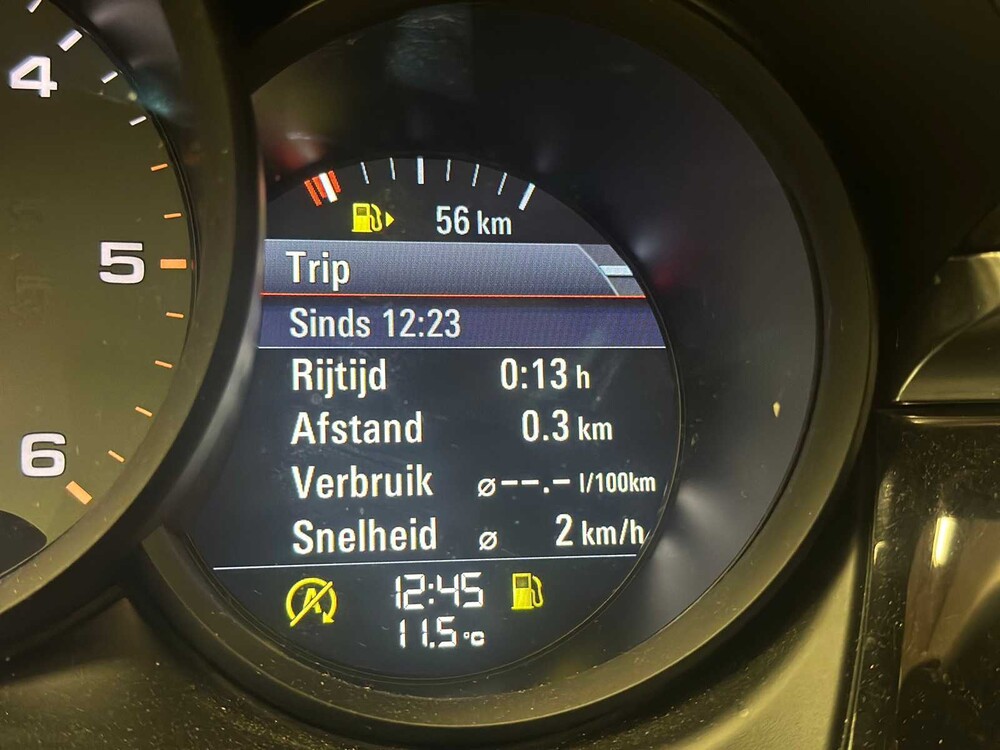 4
5
6
56 km
Trip
Sinds 12:23
Rijtijd 0:13 h
Afstand 0.3 km
Verbruik ⌀--.- l/100km
Snelheid ⌀ 2 km/h
A 12:45
11.5 °C